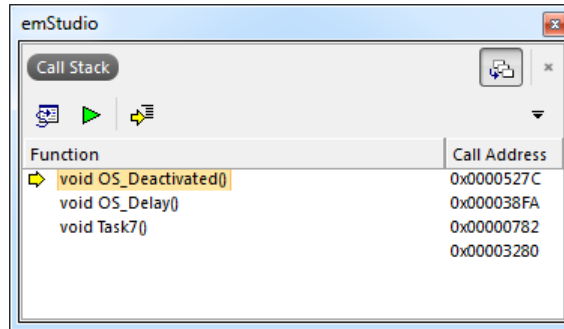 emStudio
Call Stack
Function Call Address
void OS_Deactivated() 0x0000527C
void OS_Delay() 0x000038FA
void Task7() 0x00000782
0x00003280